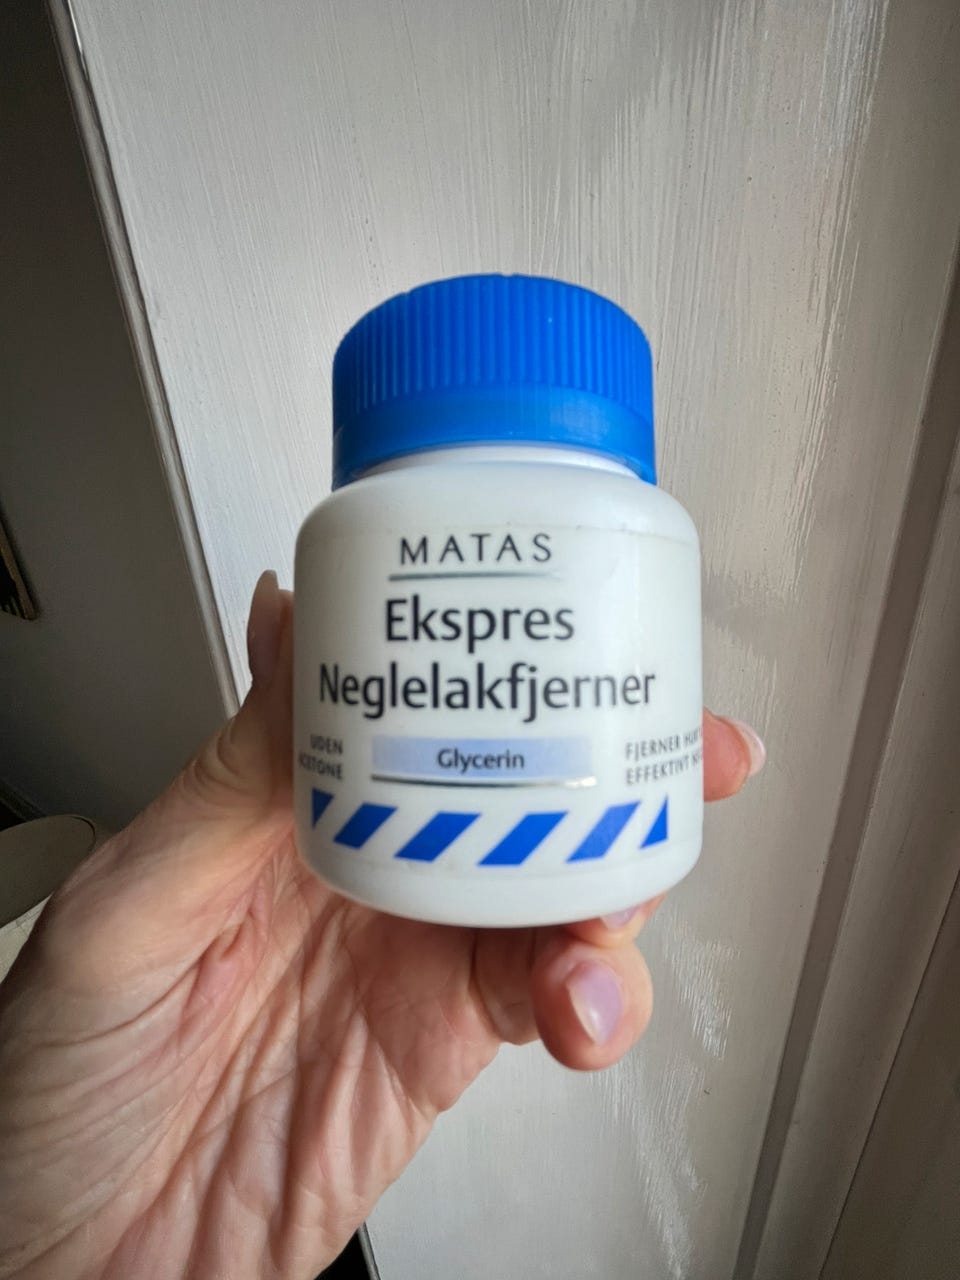 MATAS
Ekspres
Neglelakfjerner
UDEN
ACETONE
Glycerin
FJERNER
EFFEKTIVT